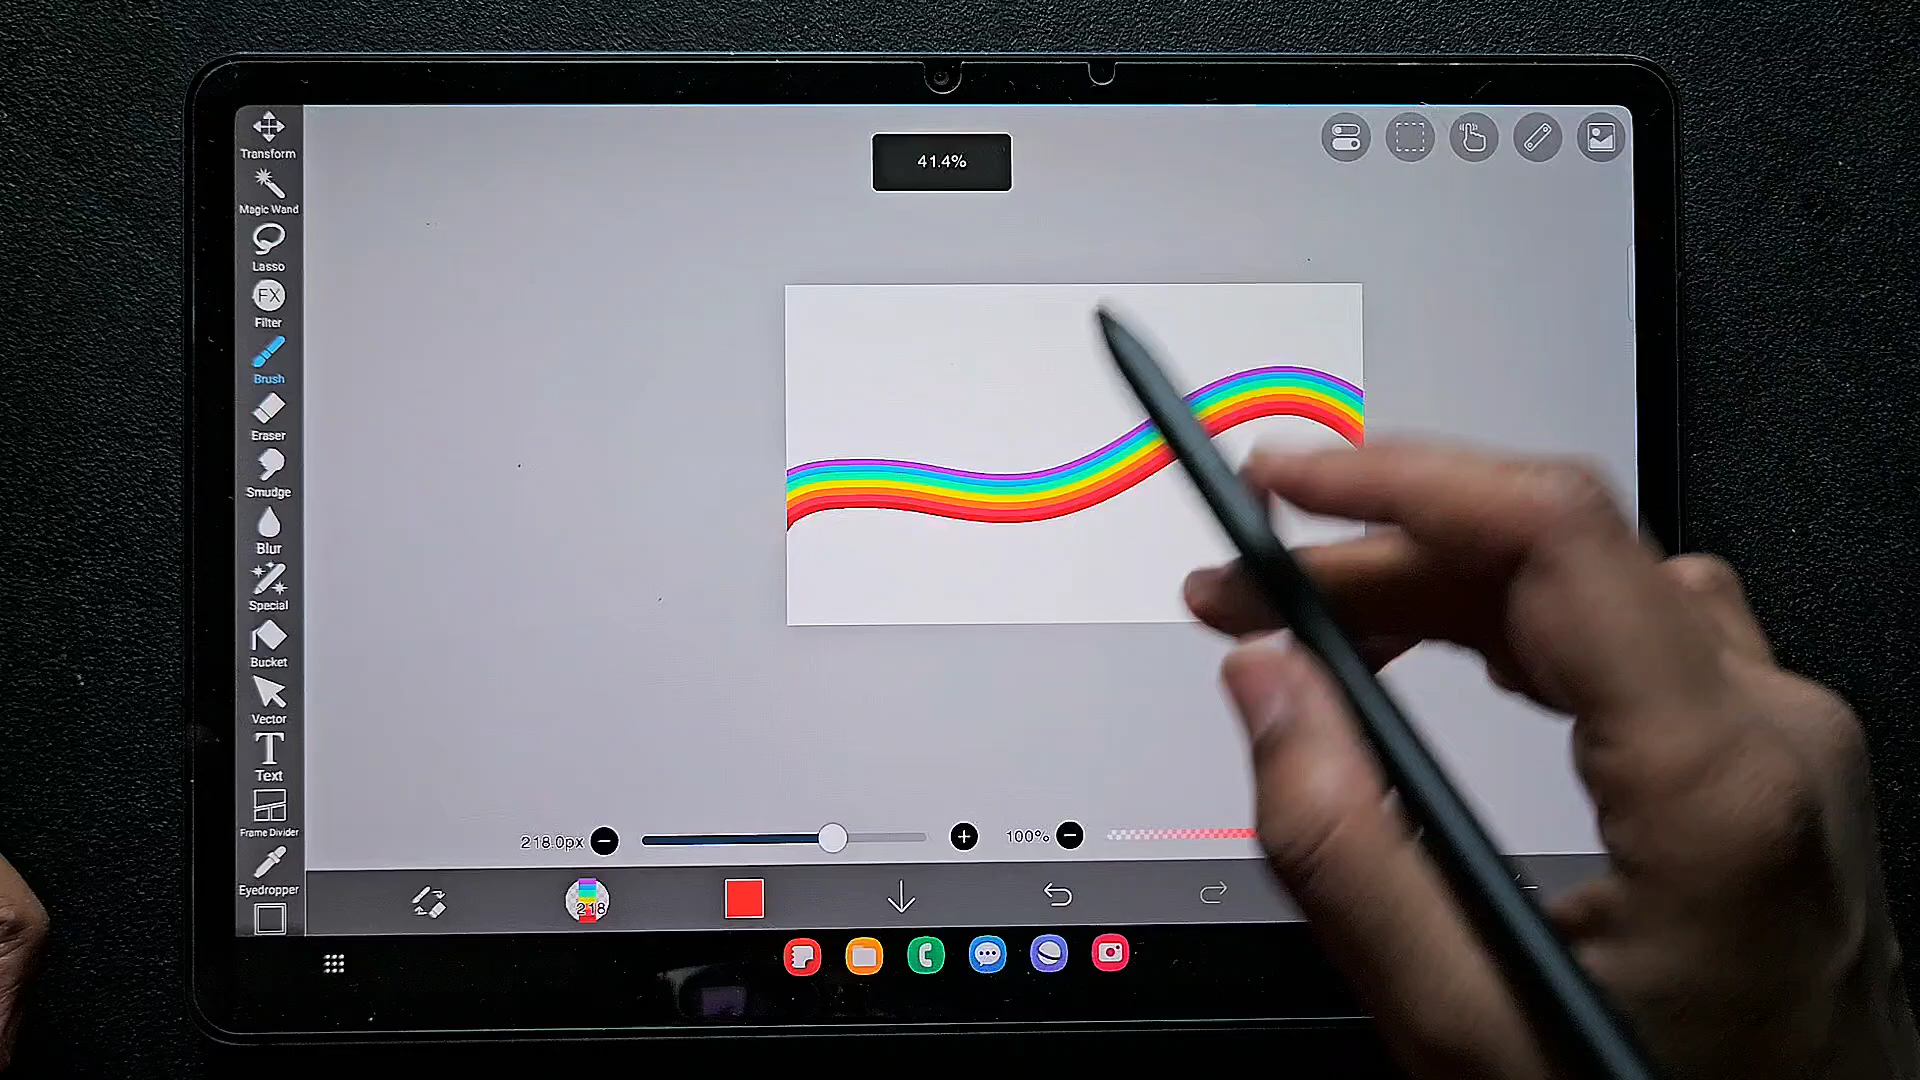 41.4%
Transform
Magic Wand
Lasso
FX
Filter
Brush
Eraser
Smudge
Blur
Special
Bucket
Vector
T
Text
Frame Divider
Eyedropper
218.0px
100%
218